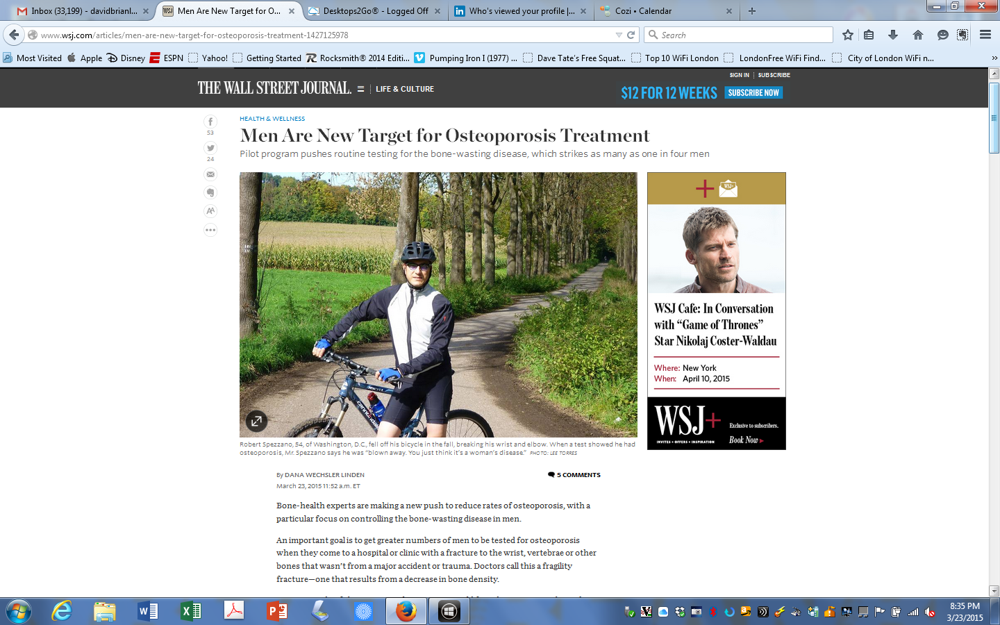 Inbox (33,199) - davidbrianl...
Men Are New Target for O...
Desktops2Go® - Logged Off
Who's viewed your profile |...
Cozi • Calendar
www.wsj.com/articles/men-are-new-target-for-osteoporosis-treatment-1427125978
Search
Most Visited
Apple
Disney
ESPN
Yahoo!
Getting Started
Rocksmith® 2014 Editi...
Pumping Iron I (1977) ...
Dave Tate's Free Squat...
Top 10 WiFi London
LondonFree WiFi Find...
City of London WiFi n...
SIGN IN
SUBSCRIBE
THE WALL STREET JOURNAL.
LIFE & CULTURE
$12 FOR 12 WEEKS
SUBSCRIBE NOW
53
24
AA
HEALTH & WELLNESS
Men Are New Target for Osteoporosis Treatment
Pilot program pushes routine testing for the bone-wasting disease, which strikes as many as one in four men
JEKYLL
cannondale
Robert Spezzano, 54, of Washington, D.C., fell off his bicycle in the fall, breaking his wrist and elbow. When a test showed he had
osteoporosis, Mr. Spezzano says he was “blown away. You just think it's a woman's disease.” PHOTO: LEE TORRES
By DANA WECHSLER LINDEN
5 COMMENTS
March 23, 2015 11:52 a.m. ET
Bone-health experts are making a new push to reduce rates of osteoporosis, with a
particular focus on controlling the bone-wasting disease in men.
An important goal is to get greater numbers of men to be tested for osteoporosis
when they come to a hospital or clinic with a fracture to the wrist, vertebrae or other
bones that wasn't from a major accident or trauma. Doctors call this a fragility
fracture—one that results from a decrease in bone density.
WSJ+
WSJ Cafe: In Conversation
with “Game of Thrones”
Star Nikolaj Coster-Waldau
Where: New York
When: April 10, 2015
WSJ+
INVITES + OFFERS + INSPIRATION
Exclusive to subscribers.
Book Now
8:35 PM
3/23/2015